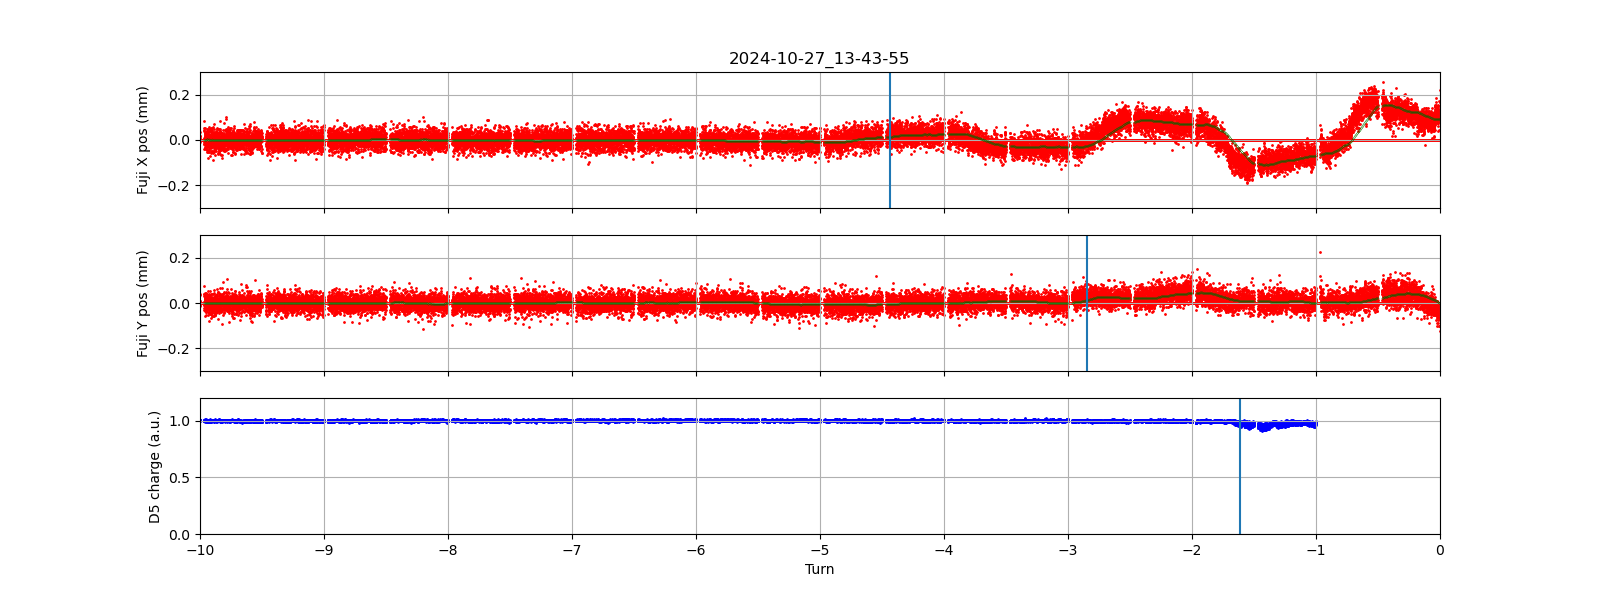 2024-10-27_13-43-55
Fuji X pos (mm)
0.2
0.0
−0.2
Fuji Y pos (mm)
0.2
0.0
−0.2
D5 charge (a.u.)
1.0
0.5
0.0
−10 −9 −8 −7 −6 −5 −4 −3 −2 −1 0
Turn